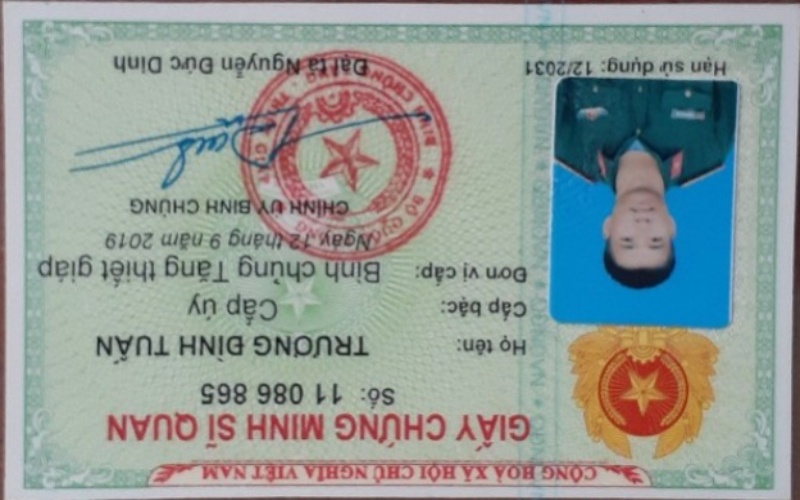 CỘNG HOÀ XÃ HỘI CHỦ NGHĨA VIỆT NAM
GIẤY CHỨNG MINH SĨ QUAN
Số: 11 086 865
Họ tên: TRƯƠNG ĐÌNH TUẤN
Cấp bậc: Cấp úy
Đơn vị cấp: Binh chủng Tăng thiết giáp
Ngày 12 tháng 9 năm 2019
CHÍNH UỶ BINH CHỦNG
Đại tá Nguyễn Đức Dinh
Hạn sử dụng: 12/2031